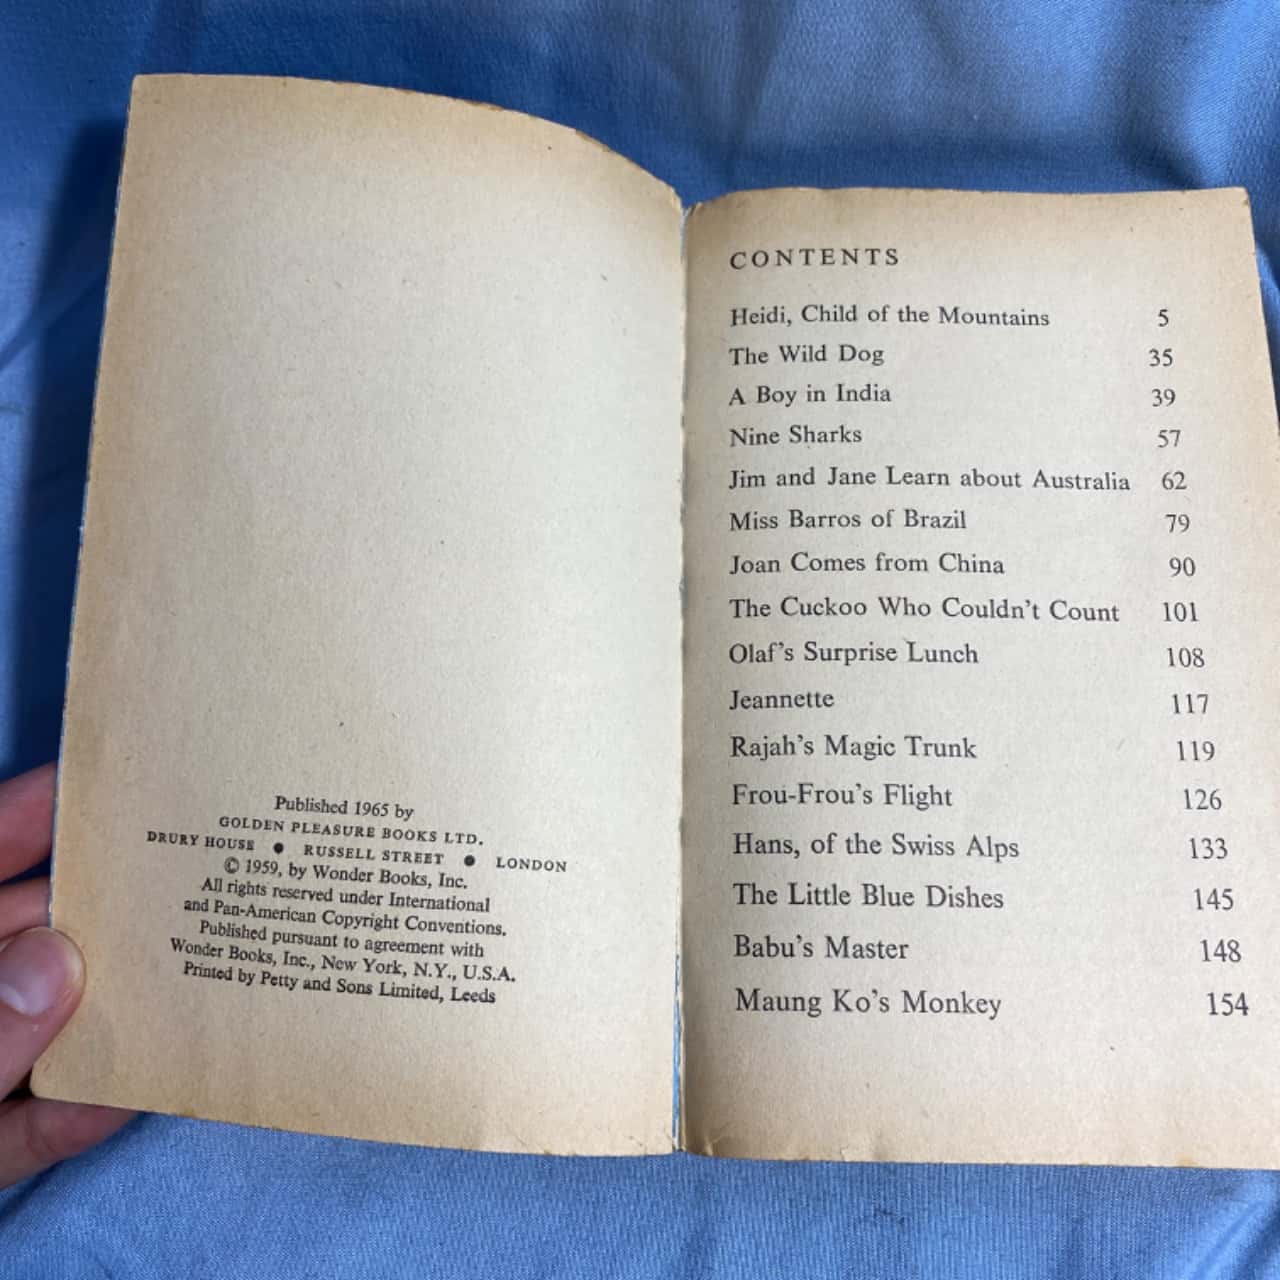 Published 1965 by
GOLDEN PLEASURE BOOKS LTD.
DRURY HOUSE ● RUSSELL STREET ● LONDON
© 1959, by Wonder Books, Inc.
All rights reserved under International
and Pan-American Copyright Conventions.
Published pursuant to agreement with
Wonder Books, Inc., New York, N.Y., U.S.A.
Printed by Petty and Sons Limited, Leeds
CONTENTS
Heidi, Child of the Mountains 5
The Wild Dog 35
A Boy in India 39
Nine Sharks 57
Jim and Jane Learn about Australia 62
Miss Barros of Brazil 79
Joan Comes from China 90
The Cuckoo Who Couldn't Count 101
Olaf's Surprise Lunch 108
Jeannette 117
Rajah's Magic Trunk 119
Frou-Frou's Flight 126
Hans, of the Swiss Alps 133
The Little Blue Dishes 145
Babu's Master 148
Maung Ko's Monkey 154